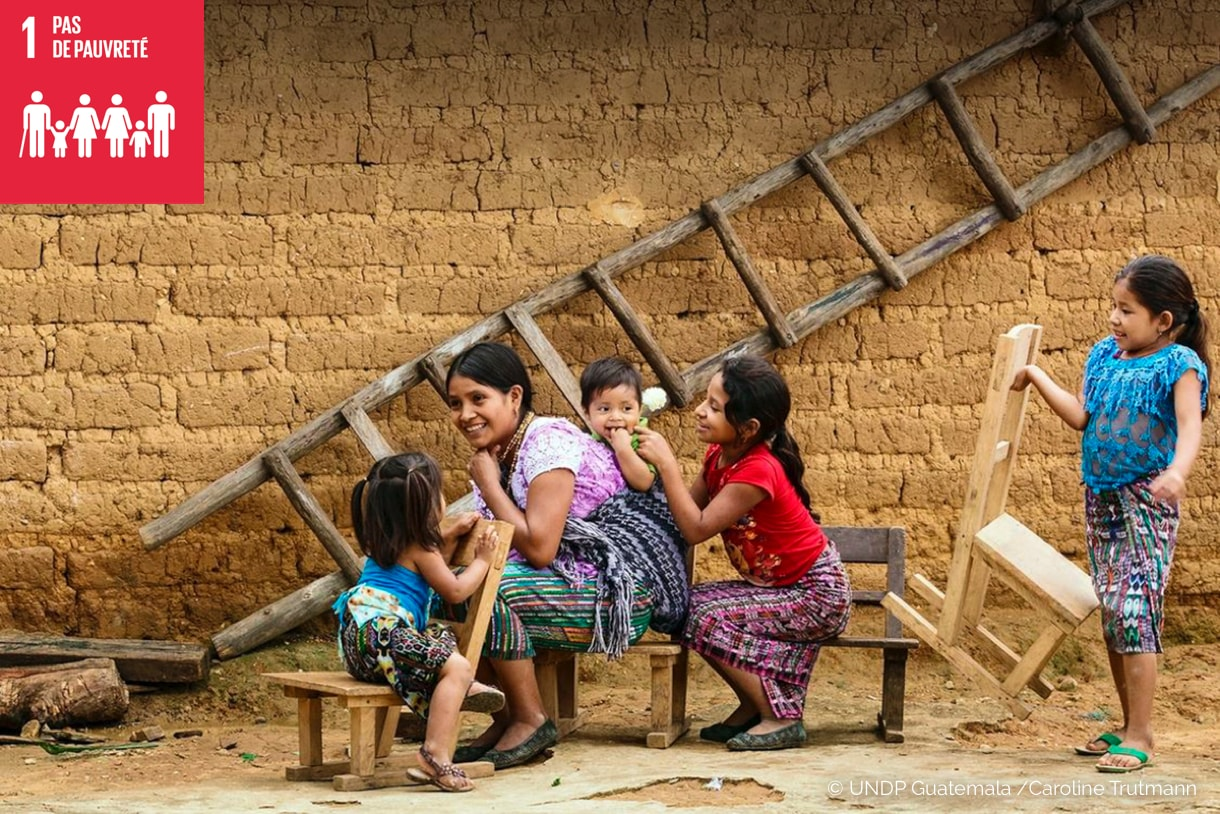 1 PAS
DE PAUVRETÉ
© UNDP Guatemala /Caroline Trutmann